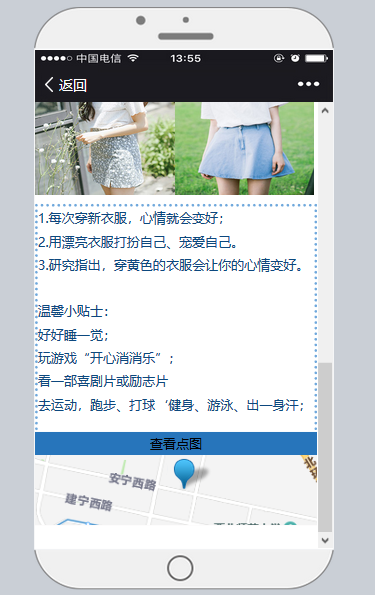 中国电信
13:55
返回
1.每次穿新衣服，心情就会变好；
2.用漂亮衣服打扮自己、宠爱自己。
3.研究指出，穿黄色的衣服会让你的心情变好。
温馨小贴士：
好好睡一觉；
玩游戏“开心消消乐”；
看一部喜剧片或励志片
去运动，跑步、打球‘健身、游泳、出一身汗；
查看点图
安宁西路
建宁西路